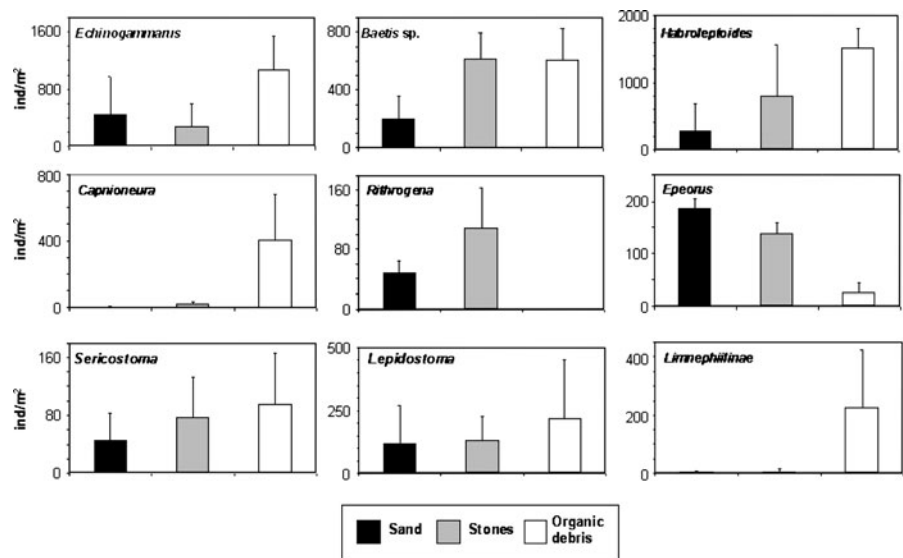 Echinogammarus
Baetis sp.
Habroleptoides
ind/m²
1600
800
0
800
600
400
200
0
2000
1000
0
Capnioneura
Rithrogena
Epeorus
ind/m²
800
400
0
160
80
0
200
100
0
Sericostoma
Lepidostoma
Limnephilinae
ind/m²
160
80
0
500
250
0
400
200
0
Sand
Stones
Organic
debris